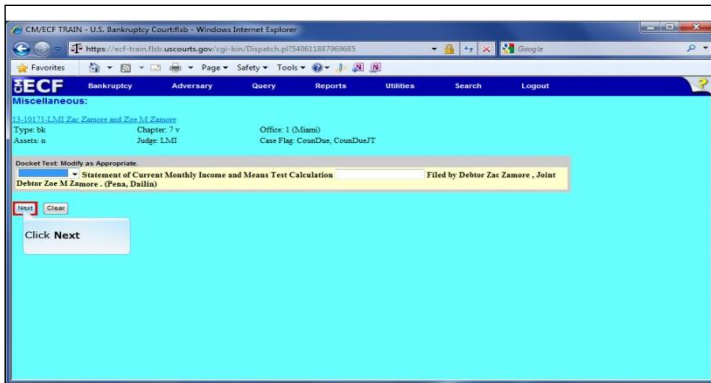 CM/ECF TRAIN - U.S. Bankruptcy Court:flsb - Windows Internet Explorer
https://ecf-train.flsb.uscourts.gov/cgi-bin/Dispatch.pl?540611887969685
Google
Favorites Page Safety Tools
ECF Bankruptcy Adversary Query Reports Utilities Search Logout ?
Miscellaneous:
13-10171-LMI Zac Zamore and Zoe M Zamore
Type: bk Chapter: 7 v Office: 1 (Miami)
Assets: n Judge: LMI Case Flag: CounDue, CounDueJT
Docket Text: Modify as Appropriate.
Statement of Current Monthly Income and Means Test Calculation Filed by Debtor Zac Zamore , Joint
Debtor Zoe M Zamore . (Pena, Dailin)
Next Clear
Click Next